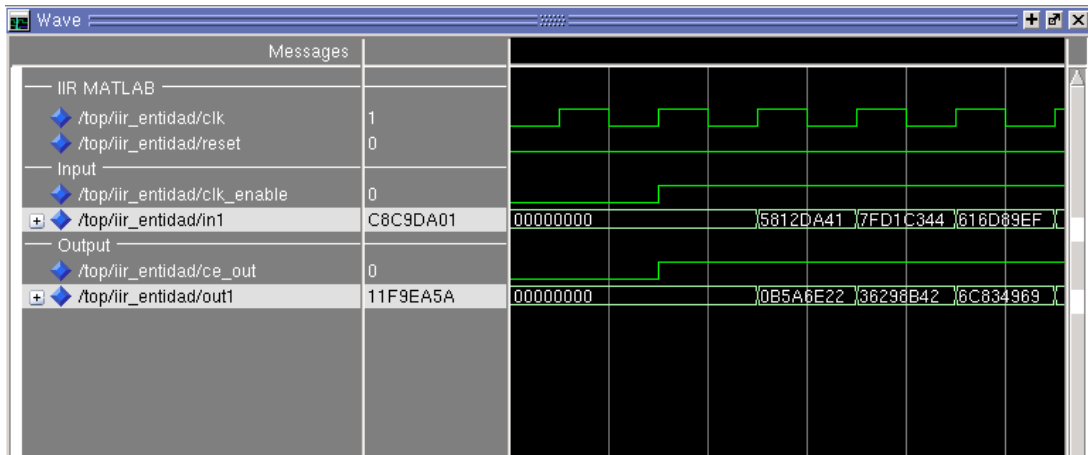 Wave
Messages
IIR MATLAB
/top/iir_entidad/clk 1
/top/iir_entidad/reset 0
Input
/top/iir_entidad/clk_enable 0
/top/iir_entidad/in1 C8C9DA01 00000000 5812DA41 7FD1C344 616D89EF
Output
/top/iir_entidad/ce_out 0
/top/iir_entidad/out1 11F9EA5A 00000000 0B5A6E22 36298B42 6C834969